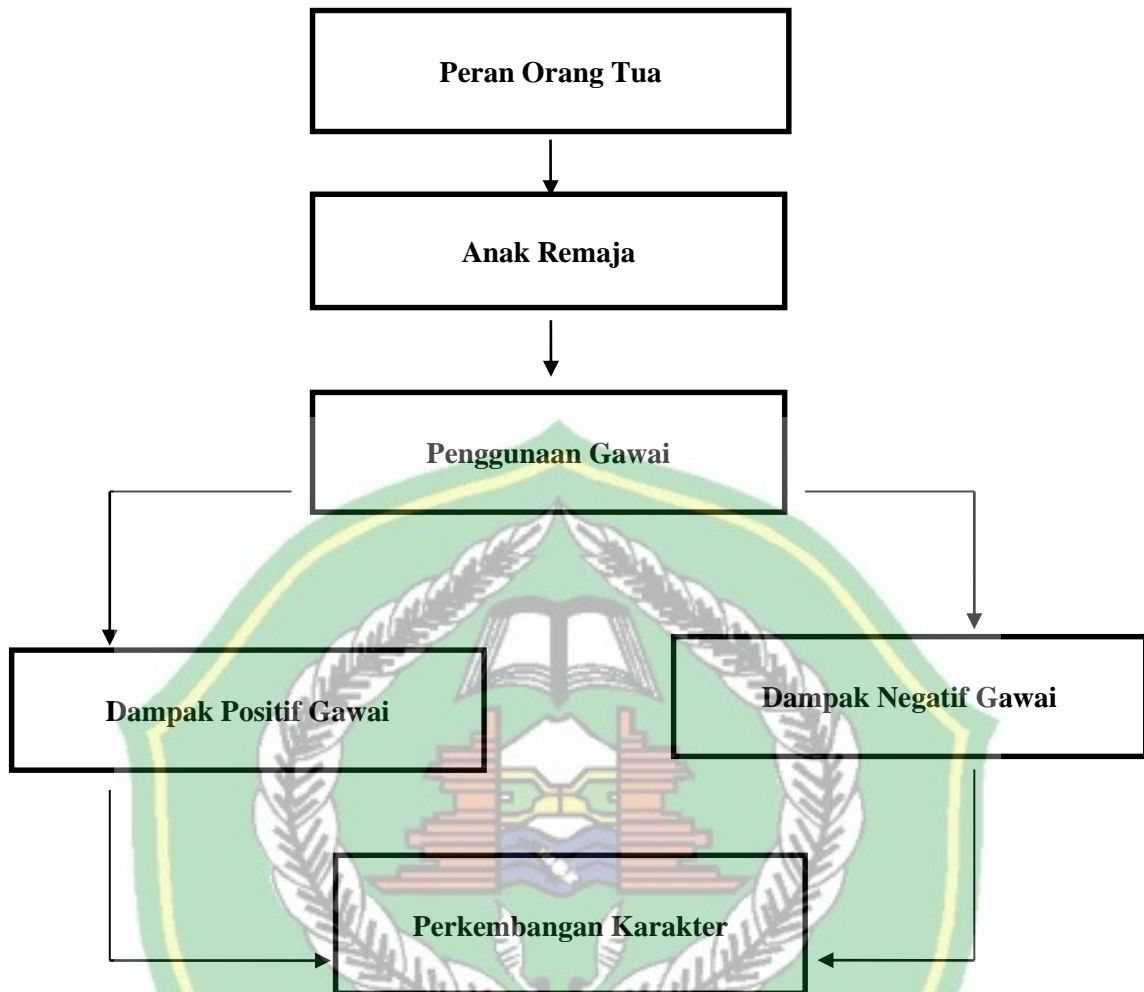 Peran Orang Tua
Anak Remaja
Penggunaan Gawai
Dampak Positif Gawai
Dampak Negatif Gawai
Perkembangan Karakter